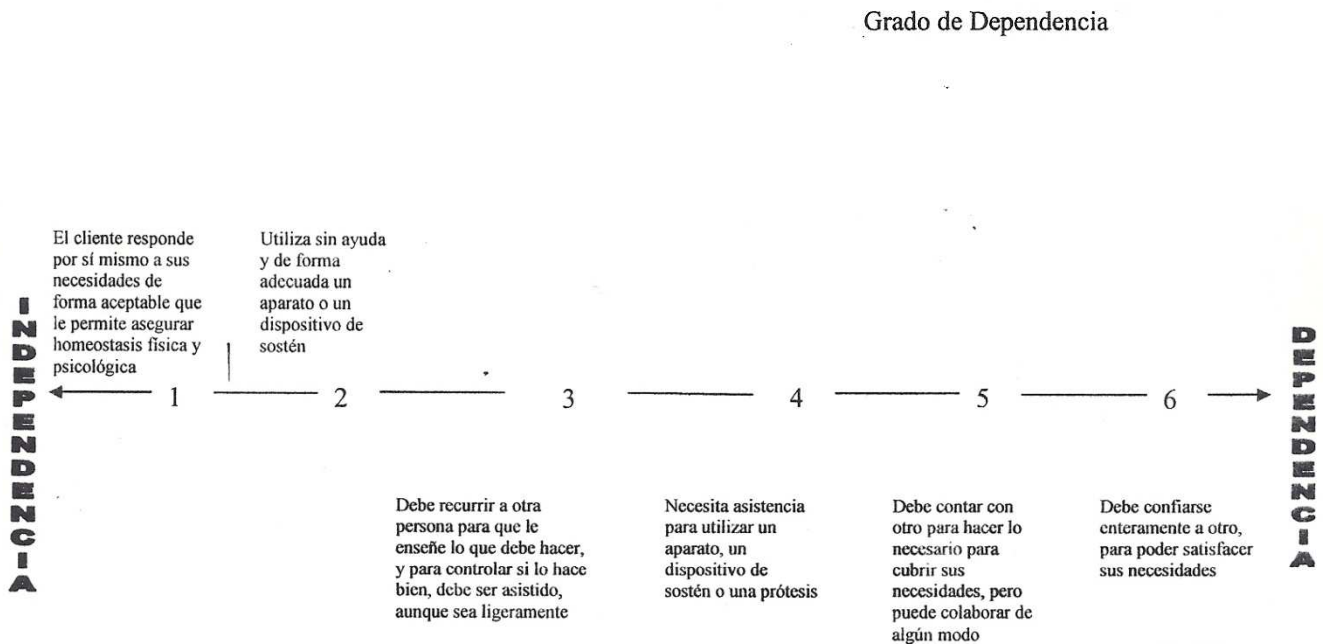 Grado de Dependencia
El cliente responde
por sí mismo a sus
necesidades de
forma aceptable que
le permite asegurar
homeostasis física y
psicológica
Utiliza sin ayuda
y de forma
adecuada un
aparato o un
dispositivo de
sostén
INDEPENDENCIA
1 2 3 4 5 6
DEPENDENCIA
Debe recurrir a otra
persona para que le
enseñe lo que debe hacer,
y para controlar si lo hace
bien, debe ser asistido,
aunque sea ligeramente
Necesita asistencia
para utilizar un
aparato, un
dispositivo de
sostén o una prótesis
Debe contar con
otro para hacer lo
necesario para
cubrir sus
necesidades, pero
puede colaborar de
algún modo
Debe confiarse
enteramente a otro,
para poder satisfacer
sus necesidades